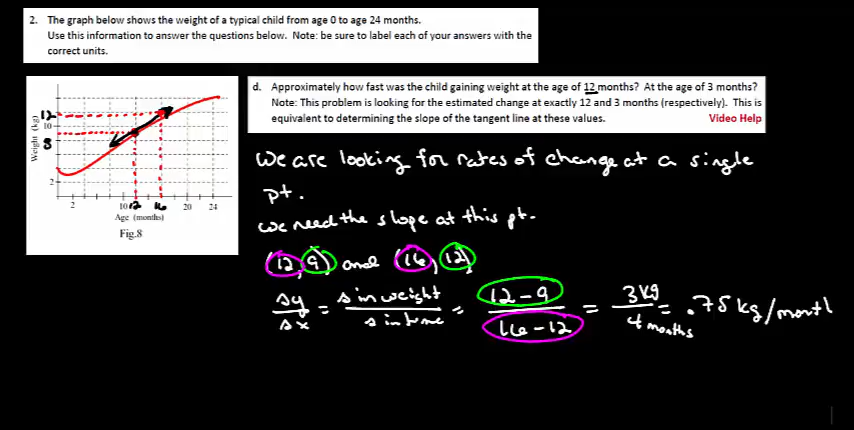 2. The graph below shows the weight of a typical child from age 0 to age 24 months.
Use this information to answer the questions below. Note: be sure to label each of your answers with the
correct units.
d. Approximately how fast was the child gaining weight at the age of 12 months? At the age of 3 months?
Note: This problem is looking for the estimated change at exactly 12 and 3 months (respectively). This is
equivalent to determining the slope of the tangent line at these values. Video Help
Weight (kg)
12
10
8
2
2 10 12 16 20 24
Age (months)
Fig.8
We are looking for rates of change at a single
pt.
we need the slope at this pt.
(12, 9) and (16, 12)
Δy/Δx = Δ in weight/Δ in time = 12-9/16-12 = 3 kg/4 months = .75 kg/month